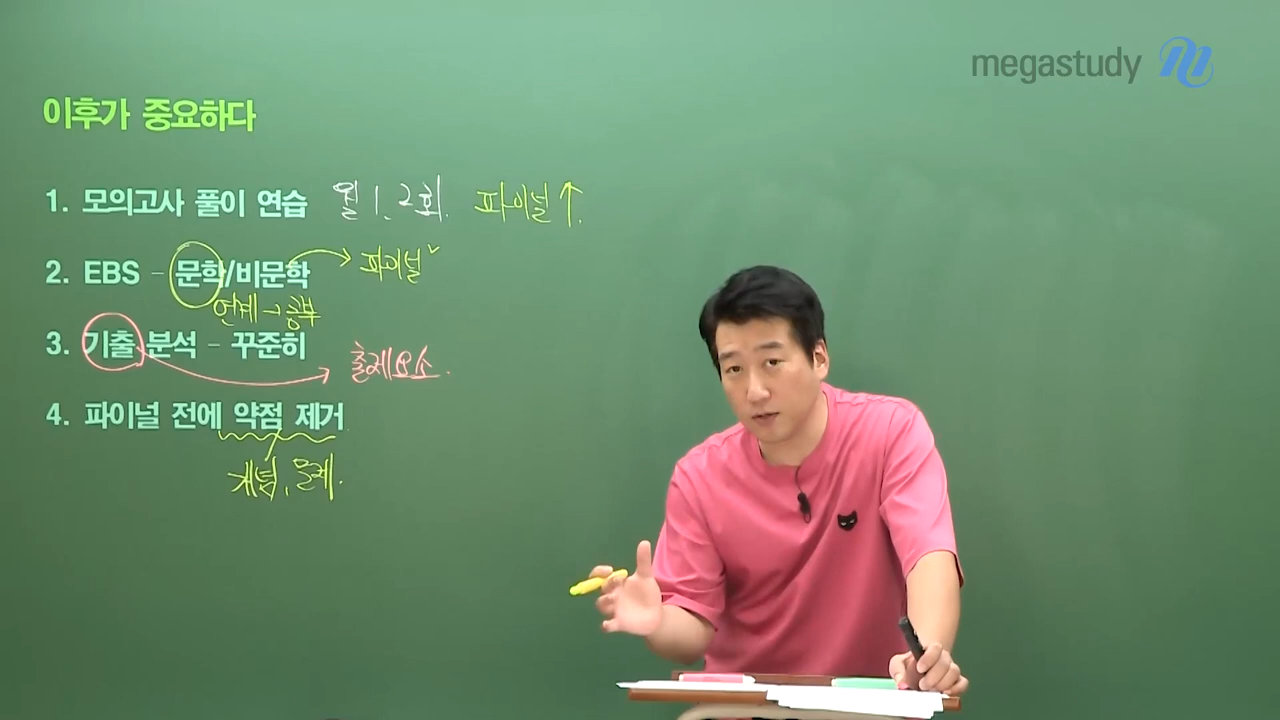 megastudy
이후가 중요하다
1. 모의고사 풀이 연습 월 1, 2회. 파이널↑.
2. EBS - 문학/비문학 → 파이널
연계 → 공부
3. 기출 분석 - 꾸준히 → 출제요소.
4. 파이널 전에 약점 제거
개념, 문제.